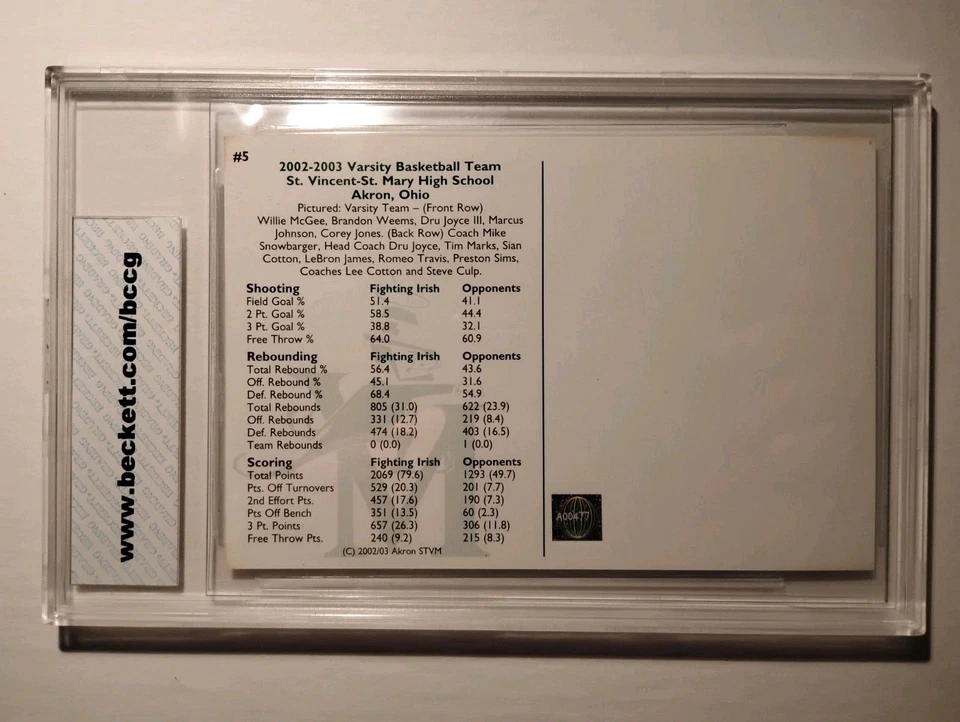 www.beckett.com/bccg
#5
2002-2003 Varsity Basketball Team
St. Vincent-St. Mary High School
Akron, Ohio
Pictured: Varsity Team – (Front Row)
Willie McGee, Brandon Weems, Dru Joyce III, Marcus
Johnson, Corey Jones. (Back Row) Coach Mike
Snowbarger, Head Coach Dru Joyce, Tim Marks, Sian
Cotton, LeBron James, Romeo Travis, Preston Sims,
Coaches Lee Cotton and Steve Culp.
Shooting Fighting Irish Opponents
Field Goal % 51.4 41.1
2 Pt. Goal % 58.5 44.4
3 Pt. Goal % 38.8 32.1
Free Throw % 64.0 60.9
Rebounding Fighting Irish Opponents
Total Rebound % 56.4 43.6
Off. Rebound % 45.1 31.6
Def. Rebound % 68.4 54.9
Total Rebounds 805 (31.0) 622 (23.9)
Off. Rebounds 331 (12.7) 219 (8.4)
Def. Rebounds 474 (18.2) 403 (16.5)
Team Rebounds 0 (0.0) 1 (0.0)
Scoring Fighting Irish Opponents
Total Points 2069 (79.6) 1293 (49.7)
Pts. Off Turnovers 529 (20.3) 201 (7.7)
2nd Effort Pts. 457 (17.6) 190 (7.3)
Pts Off Bench 351 (13.5) 60 (2.3)
3 Pt. Points 657 (26.3) 306 (11.8)
Free Throw Pts. 240 (9.2) 215 (8.3)
(C) 2002/03 Akron STVM
A00477